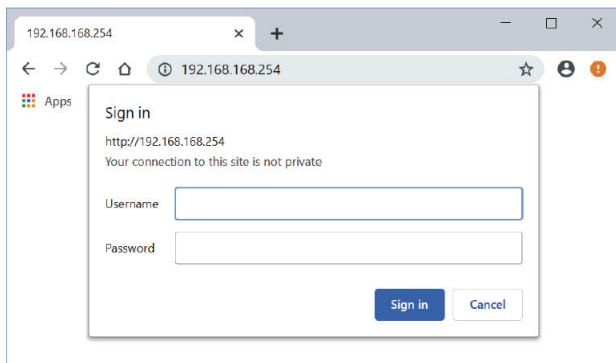 192.168.168.254
192.168.168.254
Apps
Sign in
http://192.168.168.254
Your connection to this site is not private
Username
Password
Sign in Cancel